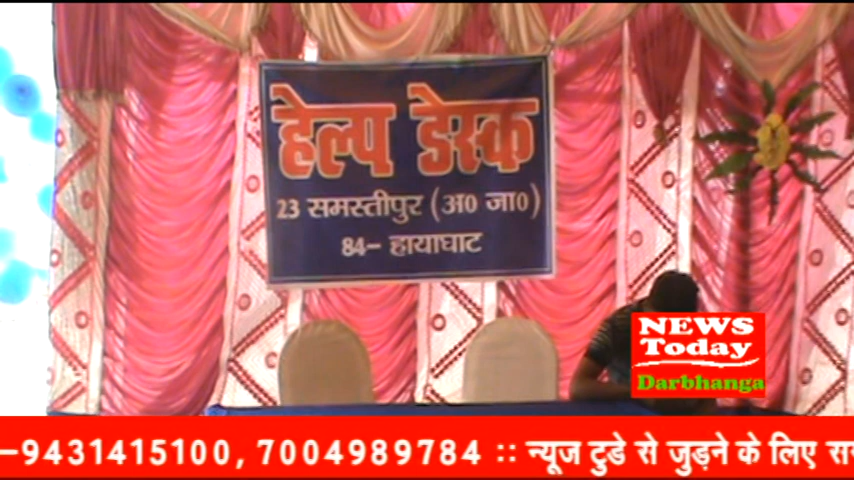 हेल्प डेस्क
23 समस्तीपुर (अ0 जा0)
84- हायाघाट
NEWS
Today
Darbhanga
-9431415100, 7004989784 :: न्यूज टुडे से जुड़ने के लिए